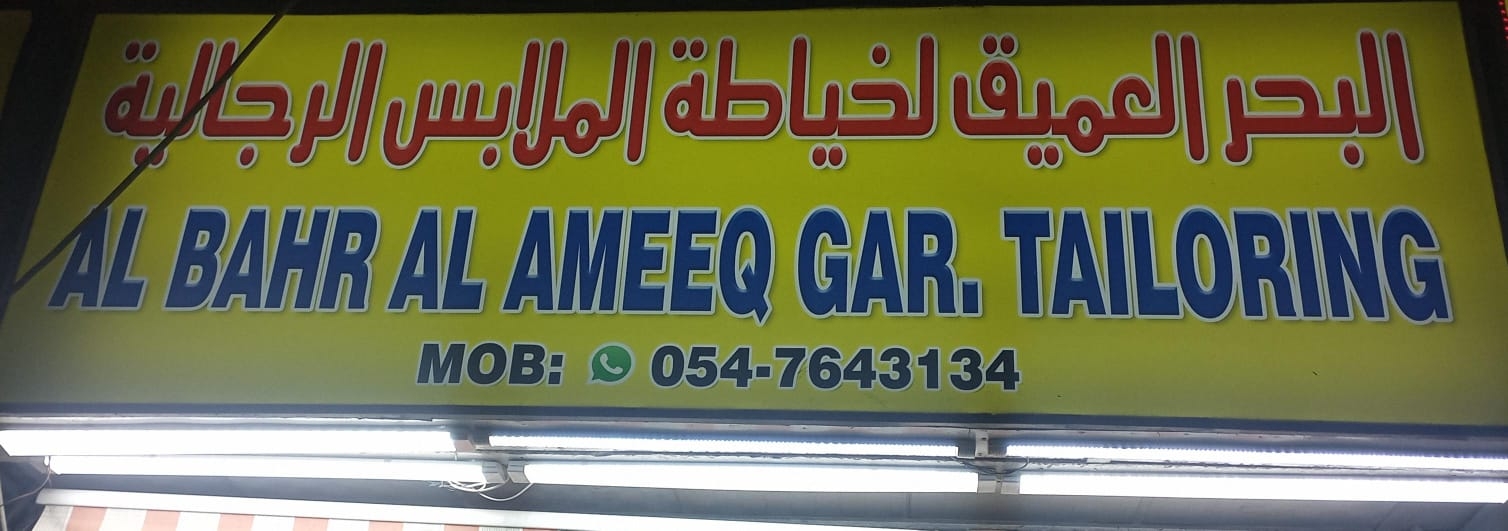 البحر العميق لخياطة الملابس الرجالية
AL BAHR AL AMEEQ GAR. TAILORING
MOB: 054-7643134